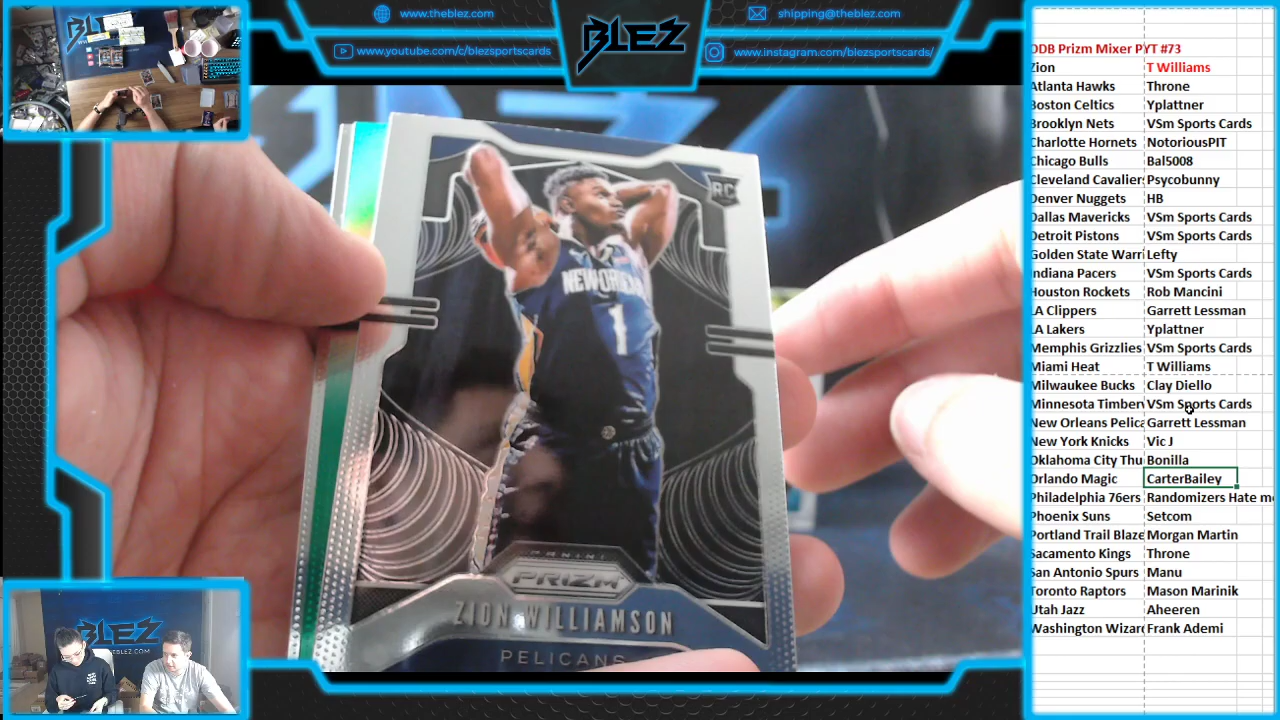 www.theblez.com
shipping@theblez.com
BLEZ
www.youtube.com/c/blezsportscards
www.instagram.com/blezsportscards/
RC
NEW ORLEANS
1
PANINI
PRIZM
ZION WILLIAMSON
PELICANS
BLEZ
BLEZ
ODB Prizm Mixer PYT #73
Zion T Williams
Atlanta Hawks Throne
Boston Celtics Yplattner
Brooklyn Nets VSm Sports Cards
Charlotte Hornets NotoriousPIT
Chicago Bulls Bal5008
Cleveland Cavalier Psycobunny
Denver Nuggets HB
Dallas Mavericks VSm Sports Cards
Detroit Pistons VSm Sports Cards
Golden State Warri Lefty
Indiana Pacers VSm Sports Cards
Houston Rockets Rob Mancini
LA Clippers Garrett Lessman
LA Lakers Yplattner
Memphis Grizzlies VSm Sports Cards
Miami Heat T Williams
Milwaukee Bucks Clay Diello
Minnesota Timber VSm Sports Cards
New Orleans Pelica Garrett Lessman
New York Knicks Vic J
Oklahoma City Thu Bonilla
Orlando Magic CarterBailey
Philadelphia 76ers Randomizers Hate me
Phoenix Suns Setcom
Portland Trail Blaze Morgan Martin
Sacamento Kings Throne
San Antonio Spurs Manu
Toronto Raptors Mason Marinik
Utah Jazz Aheeren
Washington Wizar Frank Ademi